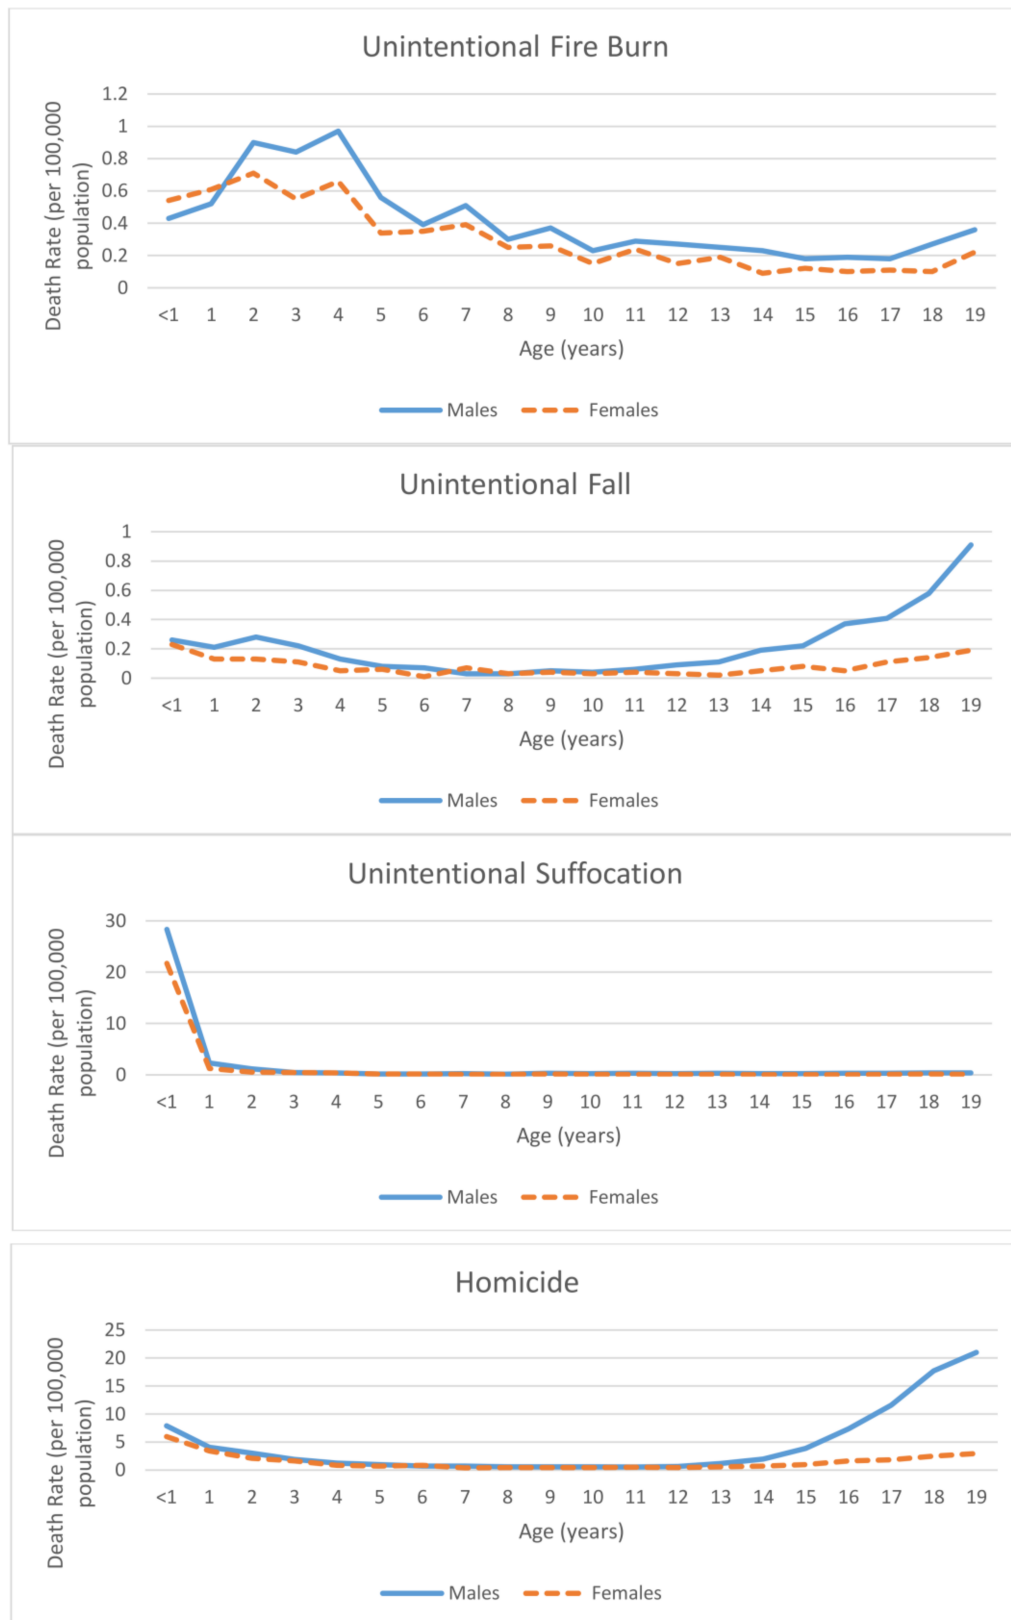 Unintentional Fire Burn
Death Rate (per 100,000
population)
1.2
1
0.8
0.6
0.4
0.2
0
<1 1 2 3 4 5 6 7 8 9 10 11 12 13 14 15 16 17 18 19
Age (years)
Males Females
Unintentional Fall
Death Rate (per 100,000
population)
1
0.8
0.6
0.4
0.2
0
<1 1 2 3 4 5 6 7 8 9 10 11 12 13 14 15 16 17 18 19
Age (years)
Males Females
Unintentional Suffocation
Death Rate (per 100,000
population)
30
20
10
0
<1 1 2 3 4 5 6 7 8 9 10 11 12 13 14 15 16 17 18 19
Age (years)
Males Females
Homicide
Death Rate (per 100,000
population)
25
20
15
10
5
0
<1 1 2 3 4 5 6 7 8 9 10 11 12 13 14 15 16 17 18 19
Age (years)
Males Females